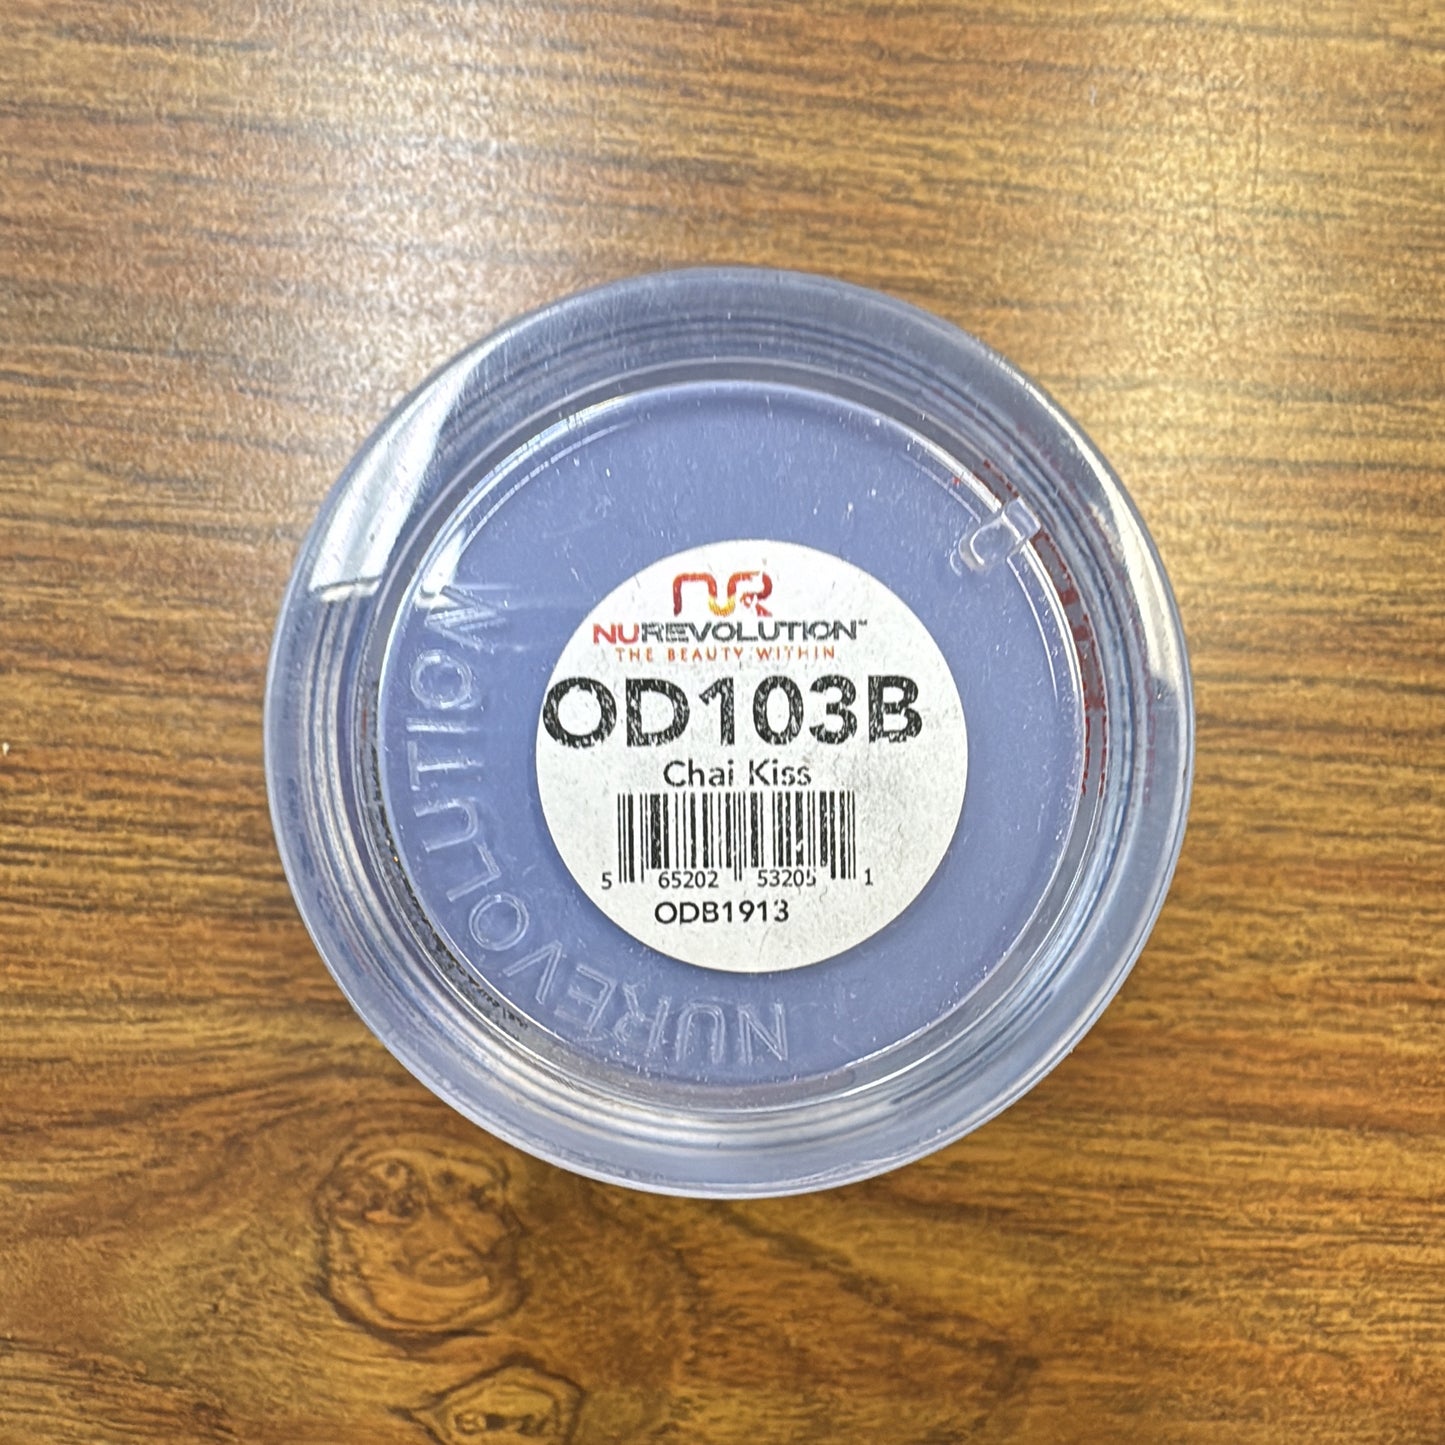 NR
NUREVOLUTION™
THE BEAUTY WITHIN
OD103B
Chai Kiss
5 65202 53205 1
ODB1913
NUREVOLUTION